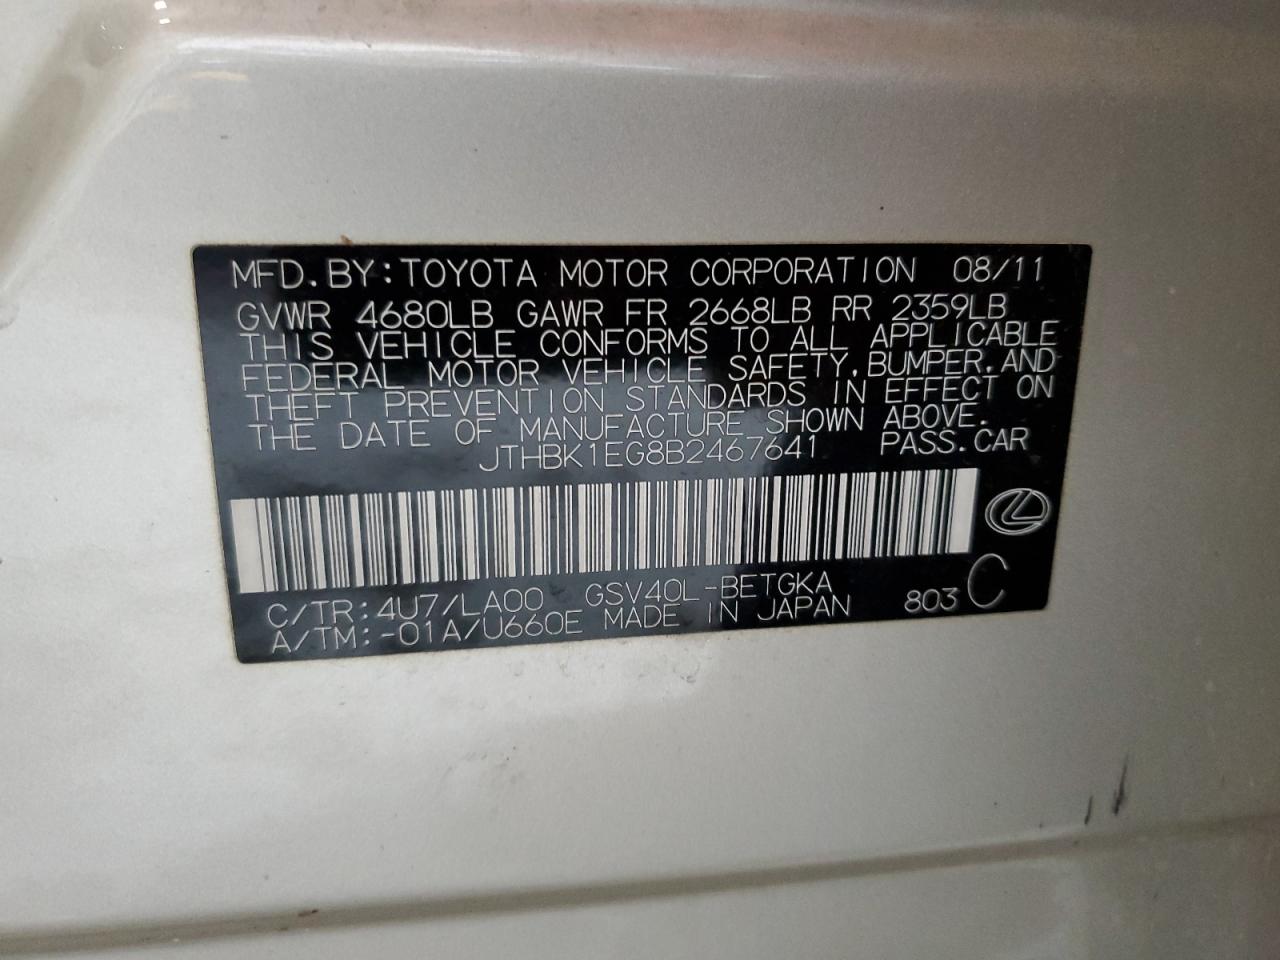 MFD.BY:TOYOTA MOTOR CORPORATION 08/11
GVWR 4680LB GAWR FR 2668LB RR 2359LB
THIS VEHICLE CONFORMS TO ALL APPLICABLE
FEDERAL MOTOR VEHICLE SAFETY,BUMPER,AND
THEFT PREVENTION STANDARDS IN EFFECT ON
THE DATE OF MANUFACTURE SHOWN ABOVE.
JTHBK1EG8B2467641 PASS.CAR
C/TR:4U7/LA00 GSV40L-BETGKA
A/TM:-01A/U660E MADE IN JAPAN 803 C